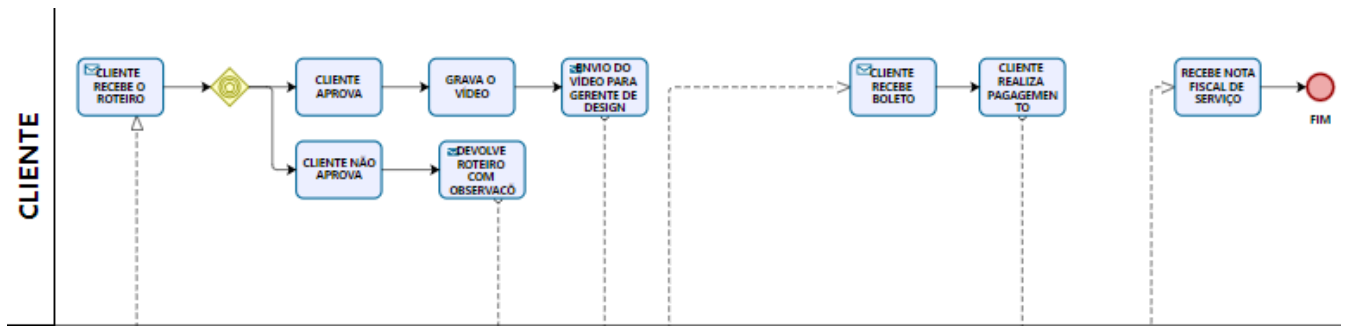 CLIENTE
CLIENTE
RECEBE O
ROTEIRO
CLIENTE
APROVA
GRAVA O
VÍDEO
ENVIO DO
VÍDEO PARA
GERENTE DE
DESIGN
CLIENTE NÃO
APROVA
DEVOLVE
ROTEIRO
COM
OBSERVACÕ
CLIENTE
RECEBE
BOLETO
CLIENTE
REALIZA
PAGAGEMEN
TO
RECEBE NOTA
FISCAL DE
SERVIÇO
FIM